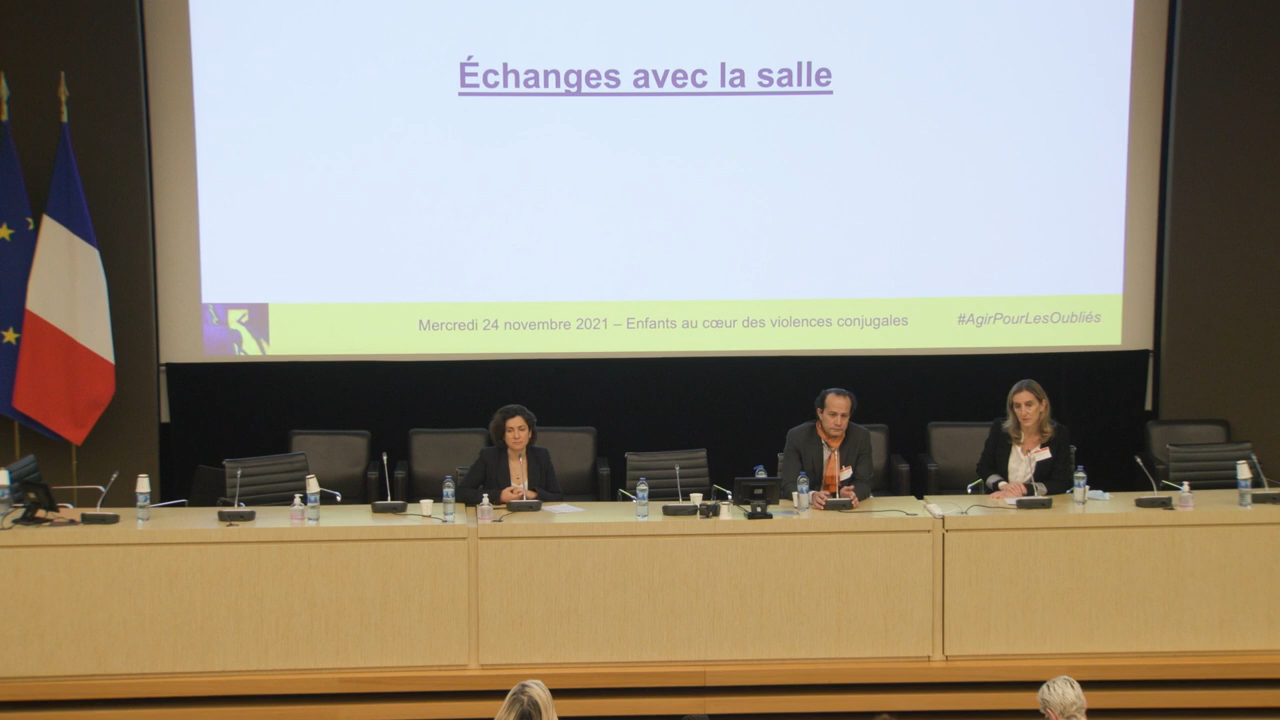 Échanges avec la salle
Mercredi 24 novembre 2021 – Enfants au cœur des violences conjugales
#AgirPourLesOubliés